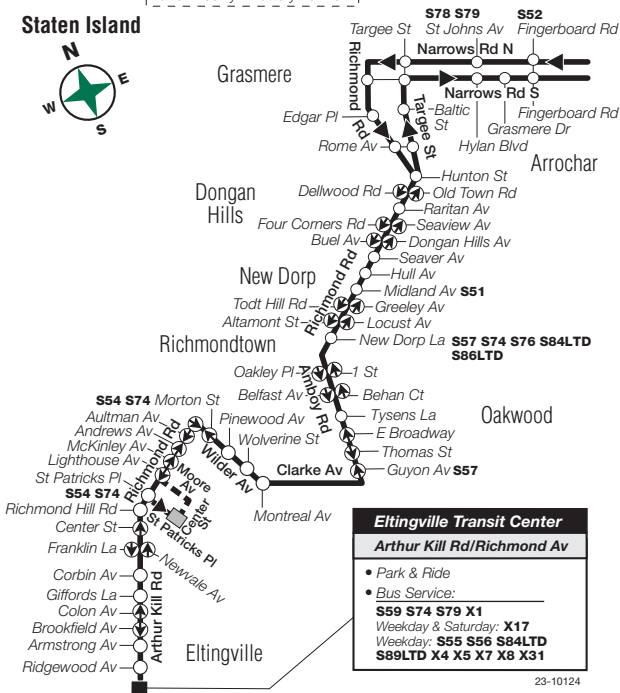 Staten Island
N
W
E
S
S78 S79
S52
Targee St
St Johns Av
Fingerboard Rd
Narrows Rd N
Grasmere
Richmond Rd
Narrows Rd S
Edgar Pl
Targee St
Baltic St
Fingerboard Rd
Grasmere Dr
Rome Av
Hylan Blvd
Arrochar
Hunton St
Dongan
Hills
Dellwood Rd
Old Town Rd
Raritan Av
Four Corners Rd
Seaview Av
Buel Av
Dongan Hills Av
Seaver Av
Richmond Rd
New Dorp
Hull Av
Midland Av S51
Todt Hill Rd
Greeley Av
Altamont St
Locust Av
Richmondtown
New Dorp La S57 S74 S76 S84LTD
S86LTD
Oakley Pl
1 St
Amboy Rd
Belfast Av
Behan Ct
S54 S74 Morton St
Tysens La
Oakwood
Aultman Av
Pinewood Av
Andrews Av
E Broadway
McKinley Av
Wolverine St
Lighthouse Av
Thomas St
Richmond Rd
Wilder Av
Moore Av
Clarke Av
Guyon Av S57
St Patricks Pl
S54 S74
Center St
Richmond Hill Rd
Montreal Av
St Patricks Pl
Center St
Franklin La
Newvale Av
Corbin Av
Giffords La
Arthur Kill Rd
Colon Av
Brookfield Av
Armstrong Av
Eltingville
Ridgewood Av
Eltingville Transit Center
Arthur Kill Rd/Richmond Av
• Park & Ride
• Bus Service:
S59 S74 S79 X1
Weekday & Saturday: X17
Weekday: S55 S56 S84LTD
S89LTD X4 X5 X7 X8 X31
23-10124